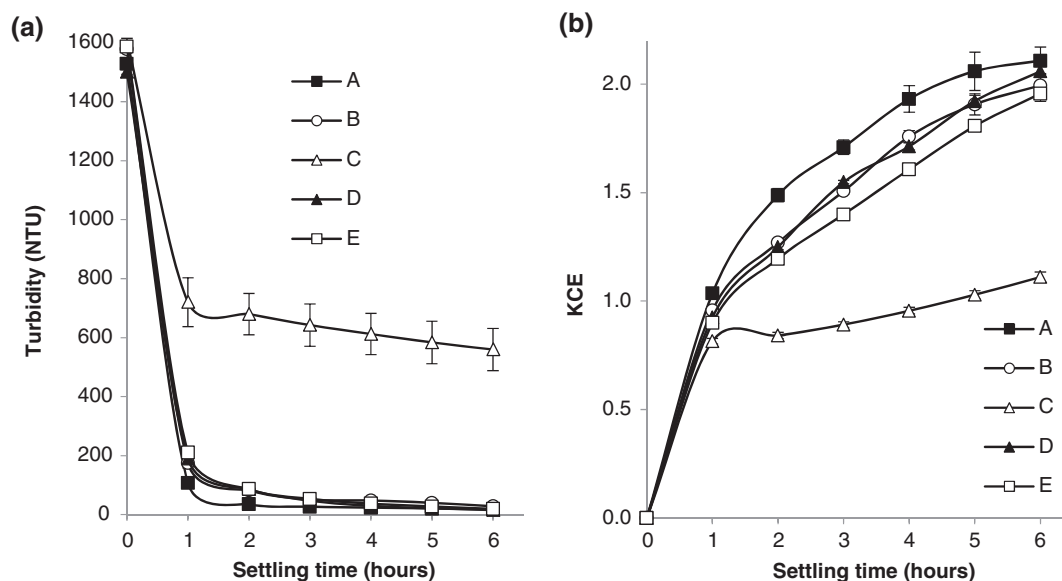 (a)
1600
1400
1200
1000
800
600
400
200
0
Turbidity (NTU)
0 1 2 3 4 5 6
Settling time (hours)
A
B
C
D
E
(b)
2.0
1.5
1.0
0.5
0.0
KCE
0 1 2 3 4 5 6
Settling time (hours)
A
B
C
D
E